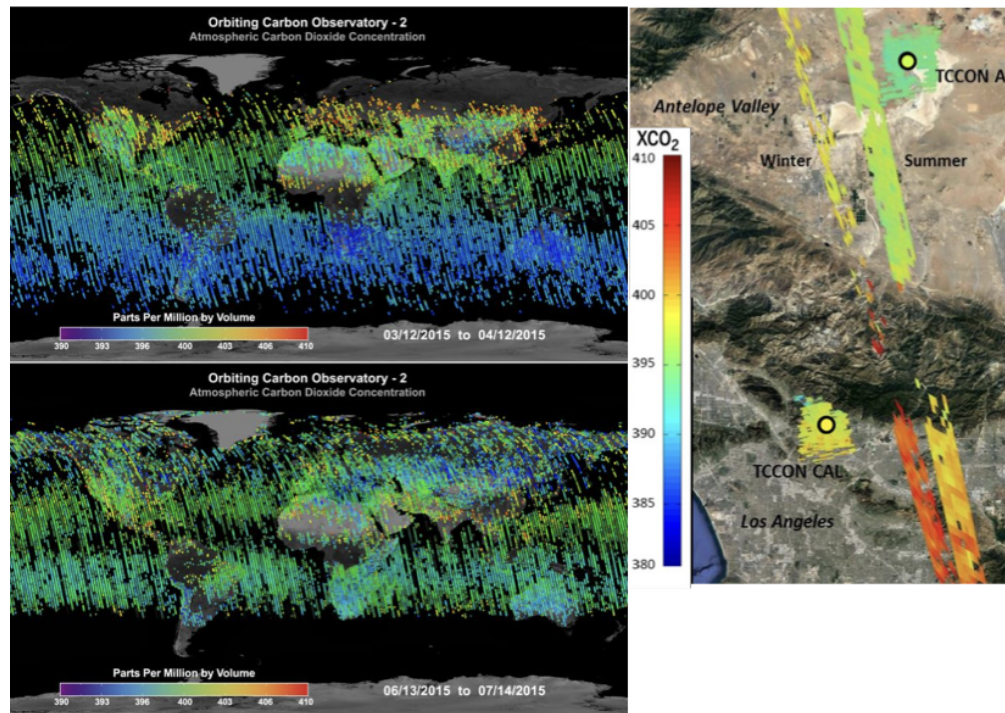 Orbiting Carbon Observatory - 2
Atmospheric Carbon Dioxide Concentration
Parts Per Million by Volume
390 393 396 400 403 406 410
03/12/2015 to 04/12/2015
Orbiting Carbon Observatory - 2
Atmospheric Carbon Dioxide Concentration
Parts Per Million by Volume
390 393 396 400 403 406 410
06/13/2015 to 07/14/2015
TCCON A
Antelope Valley
XCO₂
410
Winter
Summer
405
400
395
390
385
380
TCCON CAL
Los Angeles